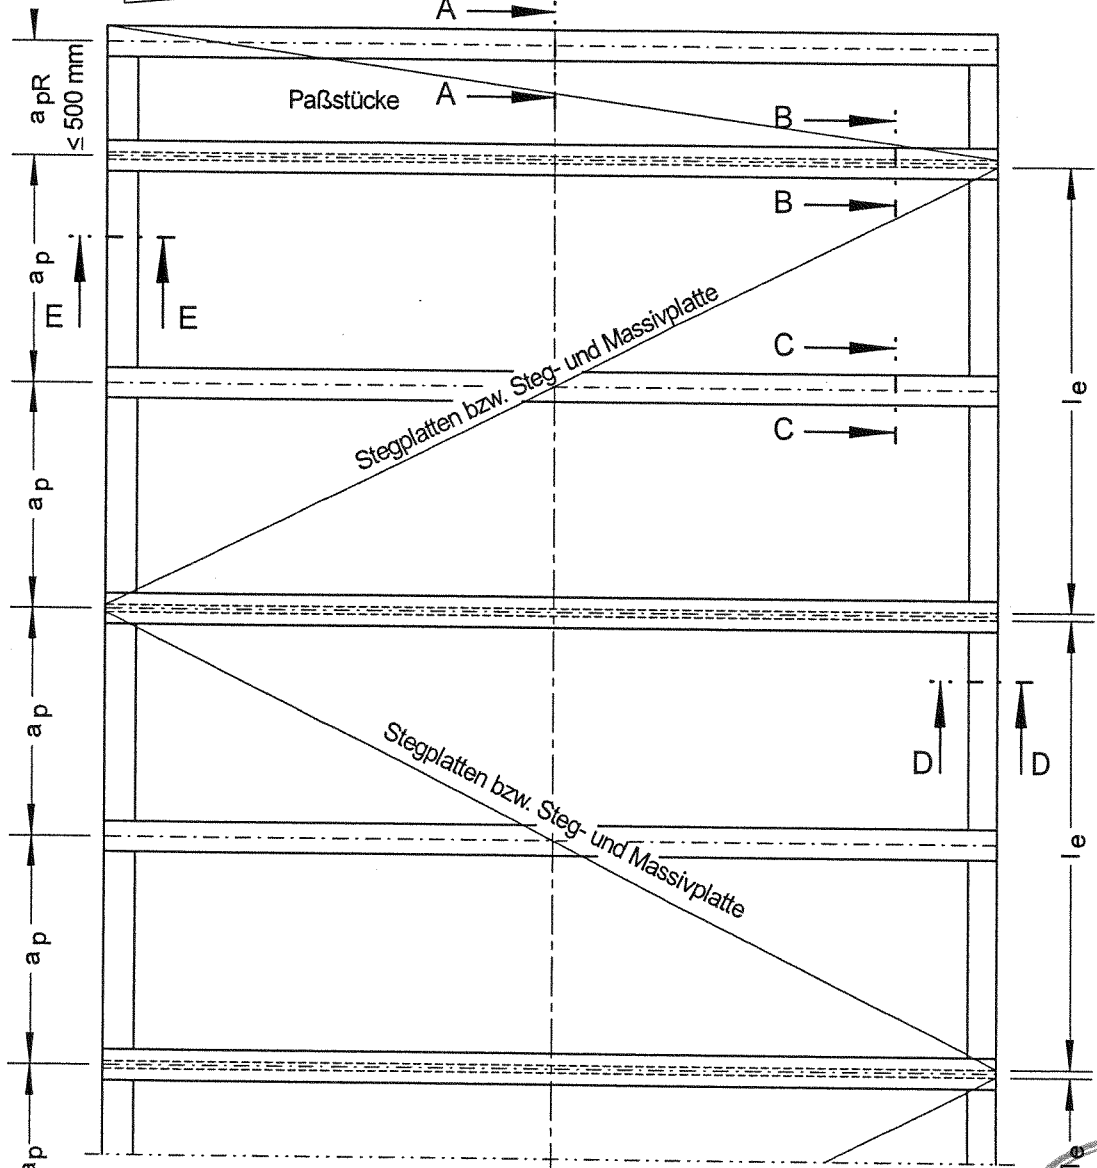 A
a pR
≤ 500 mm
Paßstücke
A
B
a p
B
E
E
Stegplatten bzw. Steg- und Massivplatte
C
l e
C
a p
a p
D
D
Stegplatten bzw. Steg- und Massivplatte
l e
a p
a p
l e